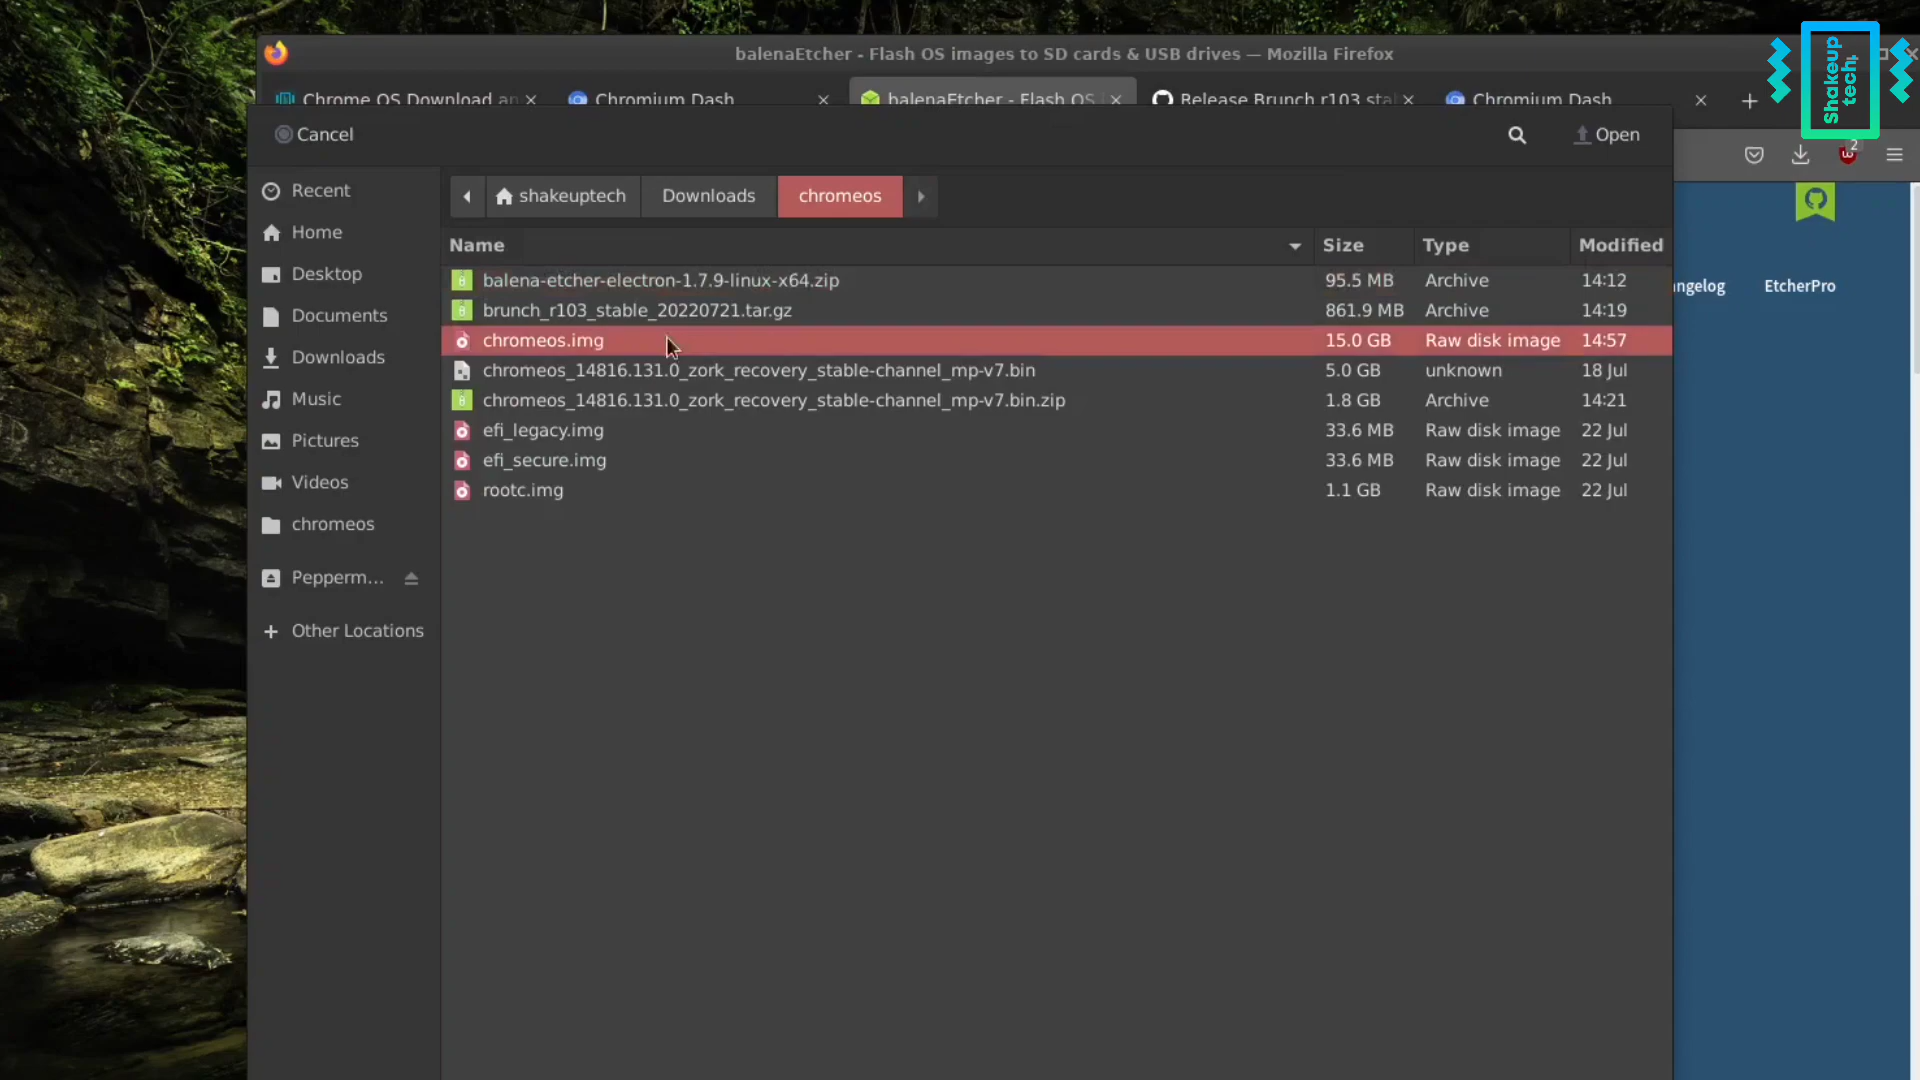 balenaEtcher - Flash OS images to SD cards & USB drives — Mozilla Firefox
shakeup
tech
Chrome OS Download an
Chromium Dash
balenaEtcher - Flash OS i
Release Brunch r103 stal
Chromium Dash
Cancel
Open
2
Recent
Home
Desktop
Documents
Downloads
Music
Pictures
Videos
chromeos
Pepperm...
Other Locations
shakeuptech
Downloads
chromeos
Name Size Type Modified
balena-etcher-electron-1.7.9-linux-x64.zip 95.5 MB Archive 14:12
brunch_r103_stable_20220721.tar.gz 861.9 MB Archive 14:19
chromeos.img 15.0 GB Raw disk image 14:57
chromeos_14816.131.0_zork_recovery_stable-channel_mp-v7.bin 5.0 GB unknown 18 Jul
chromeos_14816.131.0_zork_recovery_stable-channel_mp-v7.bin.zip 1.8 GB Archive 14:21
efi_legacy.img 33.6 MB Raw disk image 22 Jul
efi_secure.img 33.6 MB Raw disk image 22 Jul
rootc.img 1.1 GB Raw disk image 22 Jul
ngelog
EtcherPro